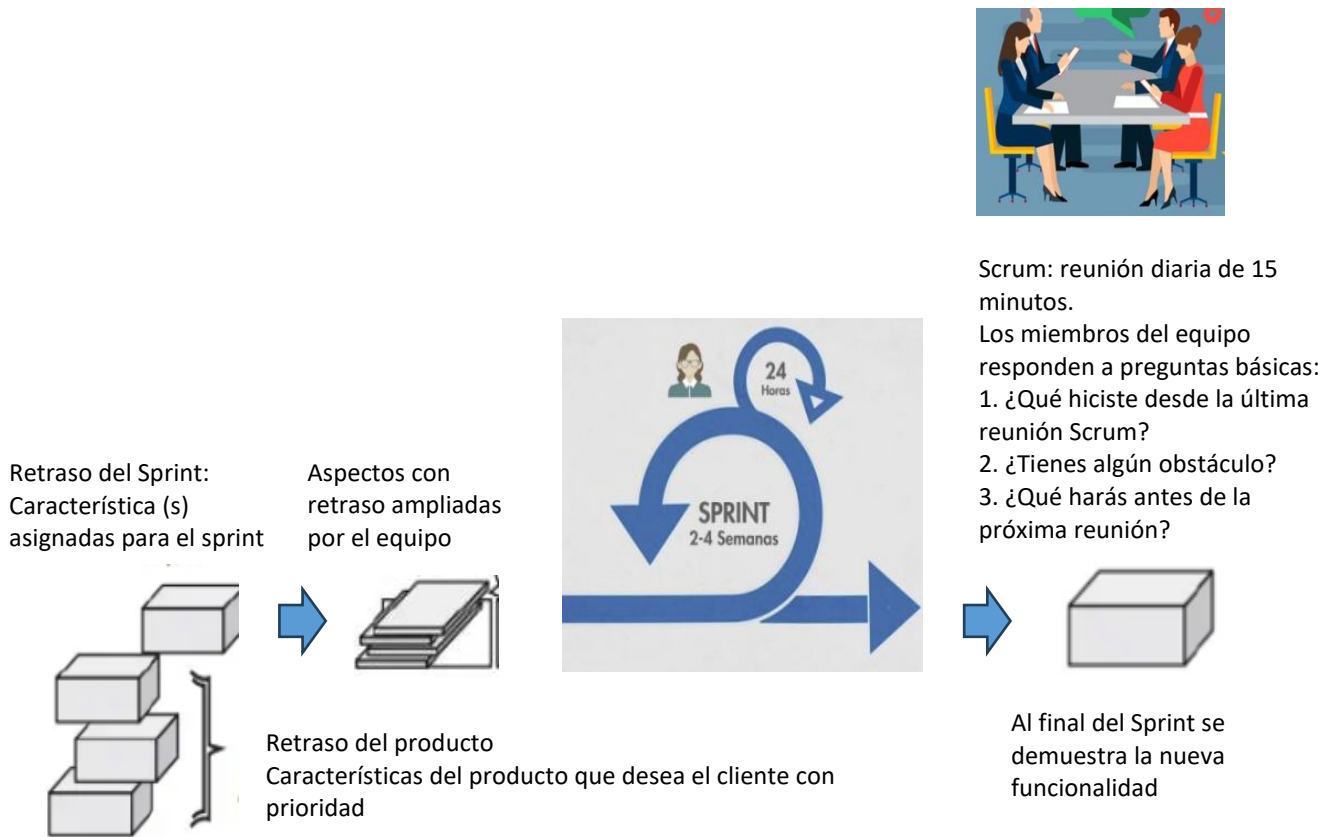 Scrum: reunión diaria de 15
minutos.
Los miembros del equipo
responden a preguntas básicas:
1. ¿Qué hiciste desde la última
reunión Scrum?
2. ¿Tienes algún obstáculo?
3. ¿Qué harás antes de la
próxima reunión?
Retraso del Sprint:
Característica (s)
asignadas para el sprint
Aspectos con
retraso ampliadas
por el equipo
24
Horas
SPRINT
2-4 Semanas
Retraso del producto
Características del producto que desea el cliente con
prioridad
Al final del Sprint se
demuestra la nueva
funcionalidad